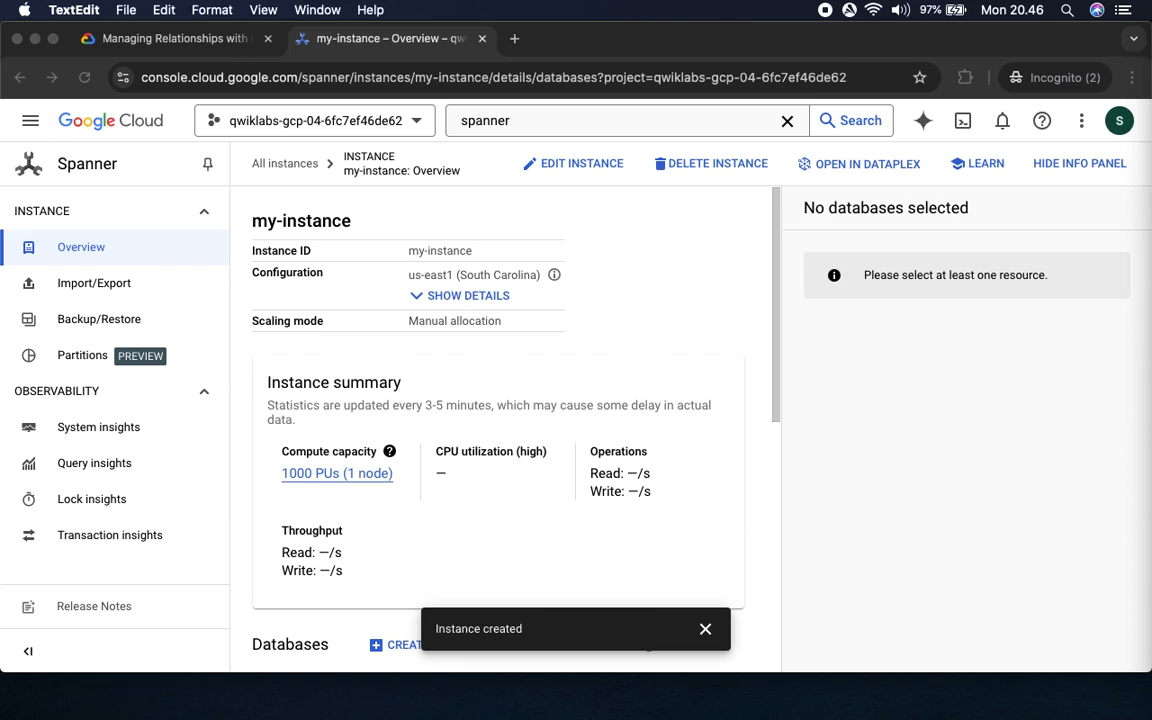 TextEdit File Edit Format View Window Help 97% Mon 20.46
Managing Relationships with
my-instance – Overview – qw
console.cloud.google.com/spanner/instances/my-instance/details/databases?project=qwiklabs-gcp-04-6fc7ef46de62
Incognito (2)
Google Cloud
qwiklabs-gcp-04-6fc7ef46de62
spanner
Search
S
Spanner
All instances
INSTANCE
my-instance: Overview
EDIT INSTANCE
DELETE INSTANCE
OPEN IN DATAPLEX
LEARN
HIDE INFO PANEL
INSTANCE
Overview
Import/Export
Backup/Restore
Partitions PREVIEW
OBSERVABILITY
System insights
Query insights
Lock insights
Transaction insights
Release Notes
my-instance
Instance ID my-instance
Configuration us-east1 (South Carolina)
SHOW DETAILS
Scaling mode Manual allocation
Instance summary
Statistics are updated every 3-5 minutes, which may cause some delay in actual
data.
Compute capacity
1000 PUs (1 node)
CPU utilization (high)
—
Operations
Read: —/s
Write: —/s
Throughput
Read: —/s
Write: —/s
Databases
CREAT
Instance created
No databases selected
Please select at least one resource.